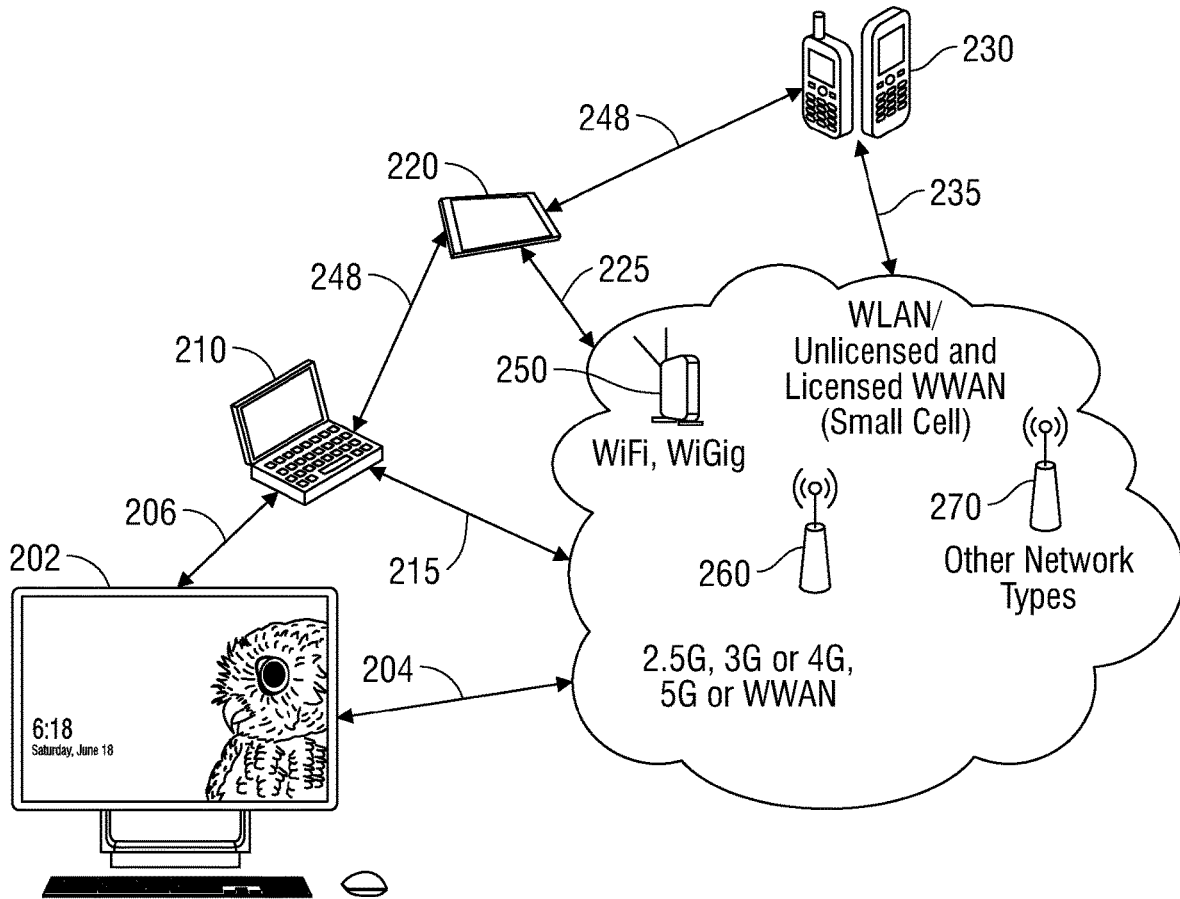 230
248
220
235
248
225
210
WLAN/
Unlicensed and
Licensed WWAN
(Small Cell)
250
WiFi, WiGig
270
206
202
215
260
Other Network
Types
204
2.5G, 3G or 4G,
5G or WWAN
6:18
Saturday, June 18